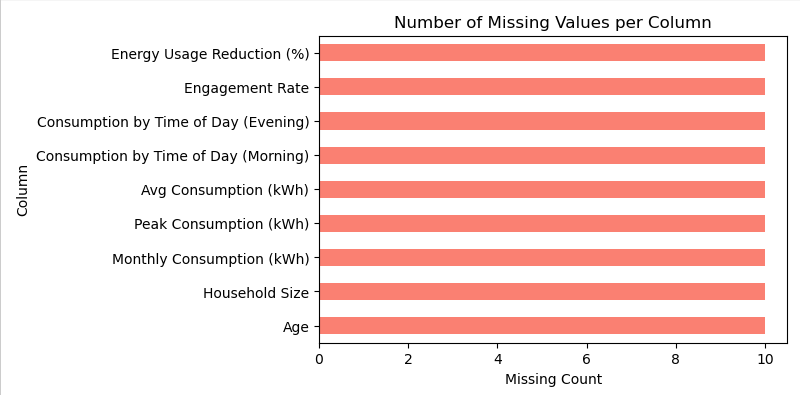 Number of Missing Values per Column
Energy Usage Reduction (%)
Engagement Rate
Consumption by Time of Day (Evening)
Consumption by Time of Day (Morning)
Avg Consumption (kWh)
Peak Consumption (kWh)
Monthly Consumption (kWh)
Household Size
Age
Column
0 2 4 6 8 10
Missing Count